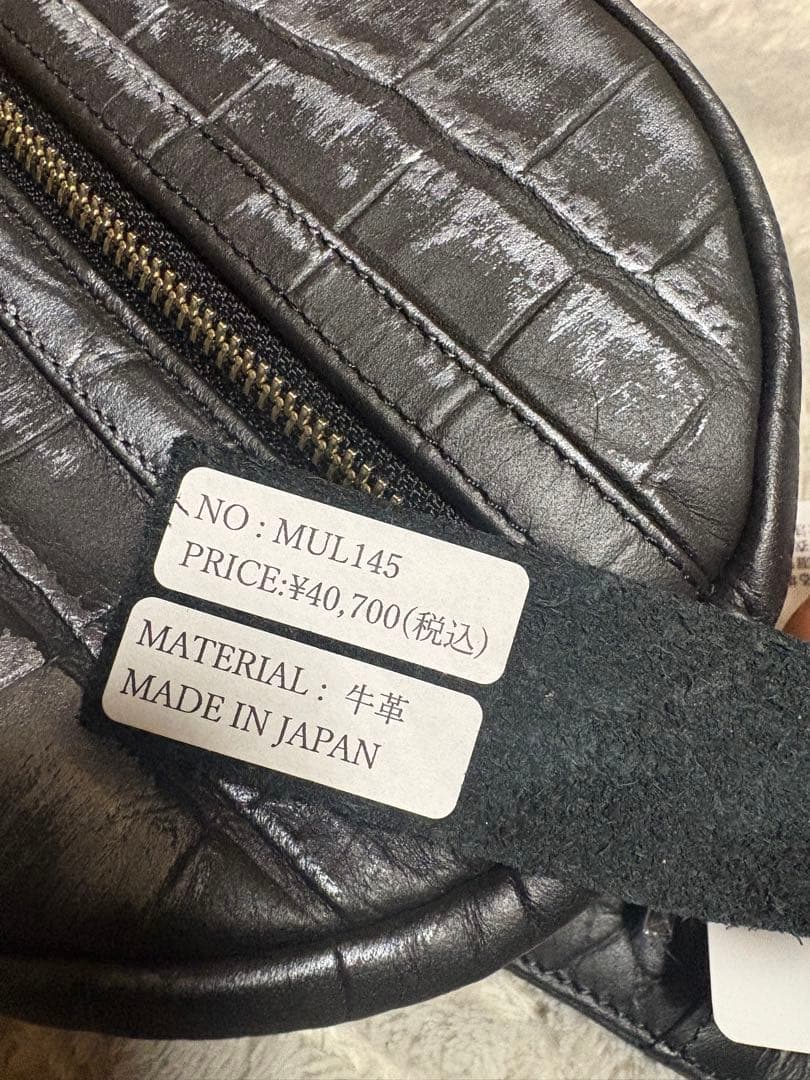 NO : MUL145
PRICE:¥40,700(税込)
MATERIAL : 牛革
MADE IN JAPAN